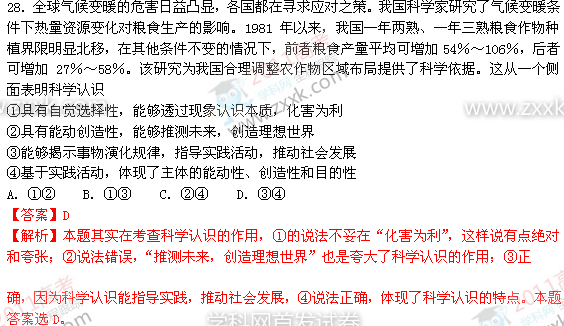 28. 全球气候变暖的危害日益凸显，各国都在寻求应对之策。我国科学家研究了气候变暖条
件下热量资源变化对粮食生产的影响。1981 年以来，我国一年两熟、一年三熟粮食作物种
植界限明显北移，在其他条件不变的情况下，前者粮食产量平均可增加 54%～106%，后者
可增加 27%～58%。该研究为我国合理调整农作物区域布局提供了科学依据。这从一个侧
面表明科学认识
①具有自觉选择性，能够透过现象认识本质，化害为利
②具有能动创造性，能够推测未来，创造理想世界
③能够揭示事物演化规律，指导实践活动，推动社会发展
④基于实践活动，体现了主体的能动性、创造性和目的性
A. ①② B. ①③ C. ②④ D. ③④
【答案】D
【解析】本题其实在考查科学认识的作用，①的说法不妥在“化害为利”，这样说有点绝对
和夸张；②说法错误，“推测未来，创造理想世界”也是夸大了科学认识的作用；③正
确，因为科学认识能指导实践，推动社会发展，④说法正确，体现了科学认识的特点。本题
答案选D。
www.zxxk.com
2011高考
学科网首发试卷